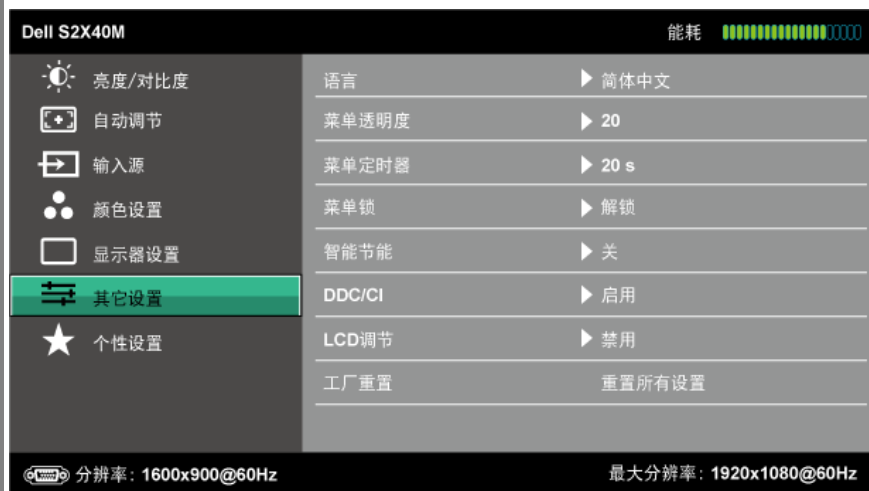 Dell S2X40M 能耗
亮度/对比度 语言 简体中文
自动调节 菜单透明度 20
输入源 菜单定时器 20 s
颜色设置 菜单锁 解锁
显示器设置 智能节能 关
其它设置 DDC/CI 启用
个性设置 LCD调节 禁用
工厂重置 重置所有设置
分辨率: 1600x900@60Hz 最大分辨率: 1920x1080@60Hz